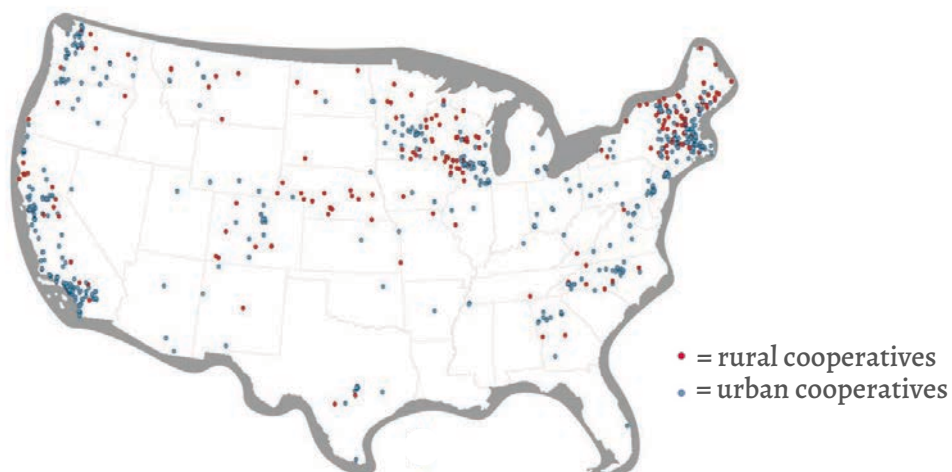 = rural cooperatives
= urban cooperatives